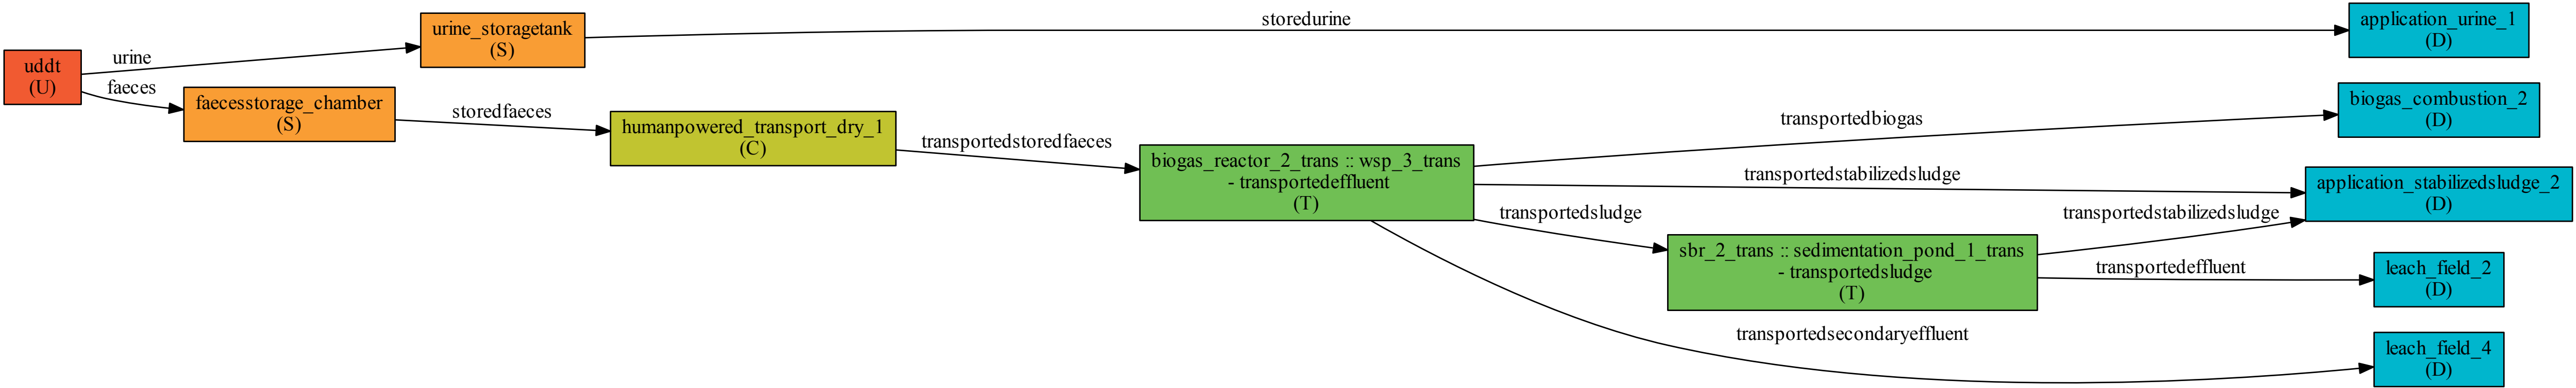 uddt
(U)
urine
faeces
urine_storagetank
(S)
faecesstorage_chamber
(S)
storedurine
storedfaeces
humanpowered_transport_dry_1
(C)
transportedstoredfaeces
biogas_reactor_2_trans :: wsp_3_trans
- transportedeffluent
(T)
transportedbiogas
transportedstabilizedsludge
transportedsludge
transportedsecondaryeffluent
sbr_2_trans :: sedimentation_pond_1_trans
- transportedsludge
(T)
transportedstabilizedsludge
transportedeffluent
application_urine_1
(D)
biogas_combustion_2
(D)
application_stabilizedsludge_2
(D)
leach_field_2
(D)
leach_field_4
(D)